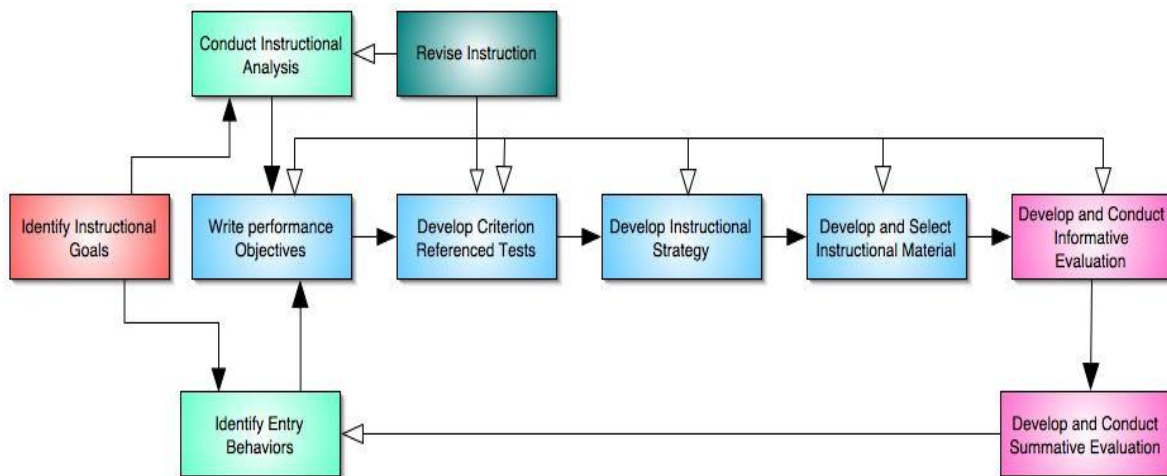 Conduct Instructional
Analysis
Revise Instruction
Identify Instructional
Goals
Write performance
Objectives
Develop Criterion
Referenced Tests
Develop Instructional
Strategy
Develop and Select
Instructional Material
Develop and Conduct
Informative
Evaluation
Identify Entry
Behaviors
Develop and Conduct
Summative Evaluation